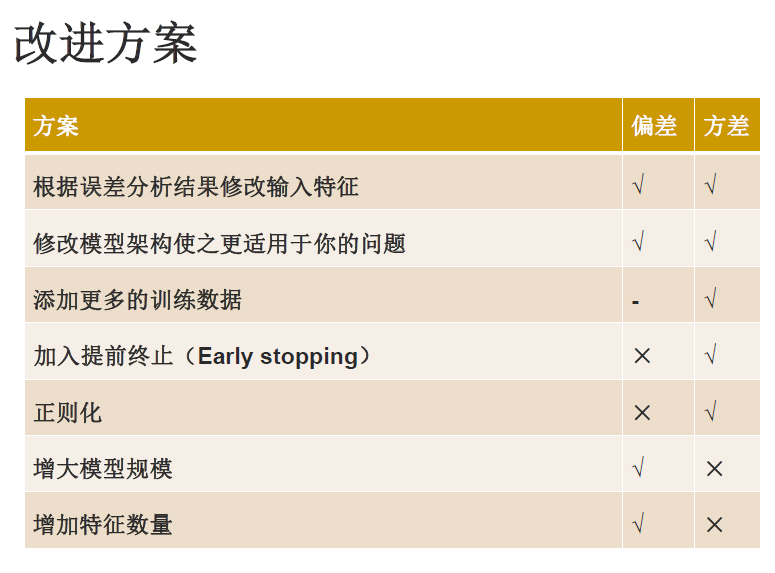 改进方案
方案 偏差 方差
根据误差分析结果修改输入特征 √ √
修改模型架构使之更适用于你的问题 √ √
添加更多的训练数据 - √
加入提前终止（Early stopping） × √
正则化 × √
增大模型规模 √ ×
增加特征数量 √ ×